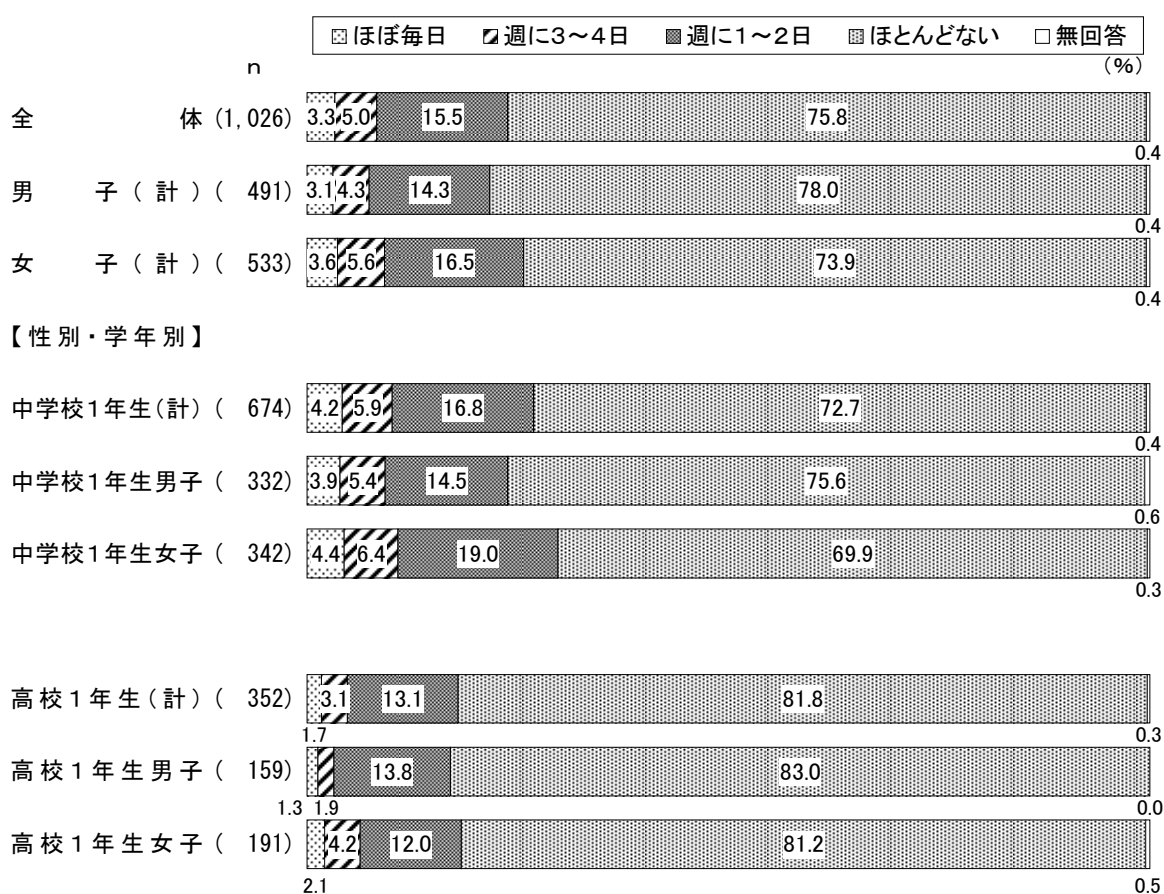 ほぼ毎日 週に3～4日 週に1～2日 ほとんどない 無回答
n (%)
全体 (1,026) 3.3 5.0 15.5 75.8
0.4
男子(計) ( 491) 3.1 4.3 14.3 78.0
0.4
女子(計) ( 533) 3.6 5.6 16.5 73.9
0.4
【性別・学年別】
中学校1年生(計) ( 674) 4.2 5.9 16.8 72.7
0.4
中学校1年生男子 ( 332) 3.9 5.4 14.5 75.6
0.6
中学校1年生女子 ( 342) 4.4 6.4 19.0 69.9
0.3
高校1年生(計) ( 352) 3.1 13.1 81.8
1.7 0.3
高校1年生男子 ( 159) 13.8 83.0
1.3 1.9 0.0
高校1年生女子 ( 191) 4.2 12.0 81.2
2.1 0.5